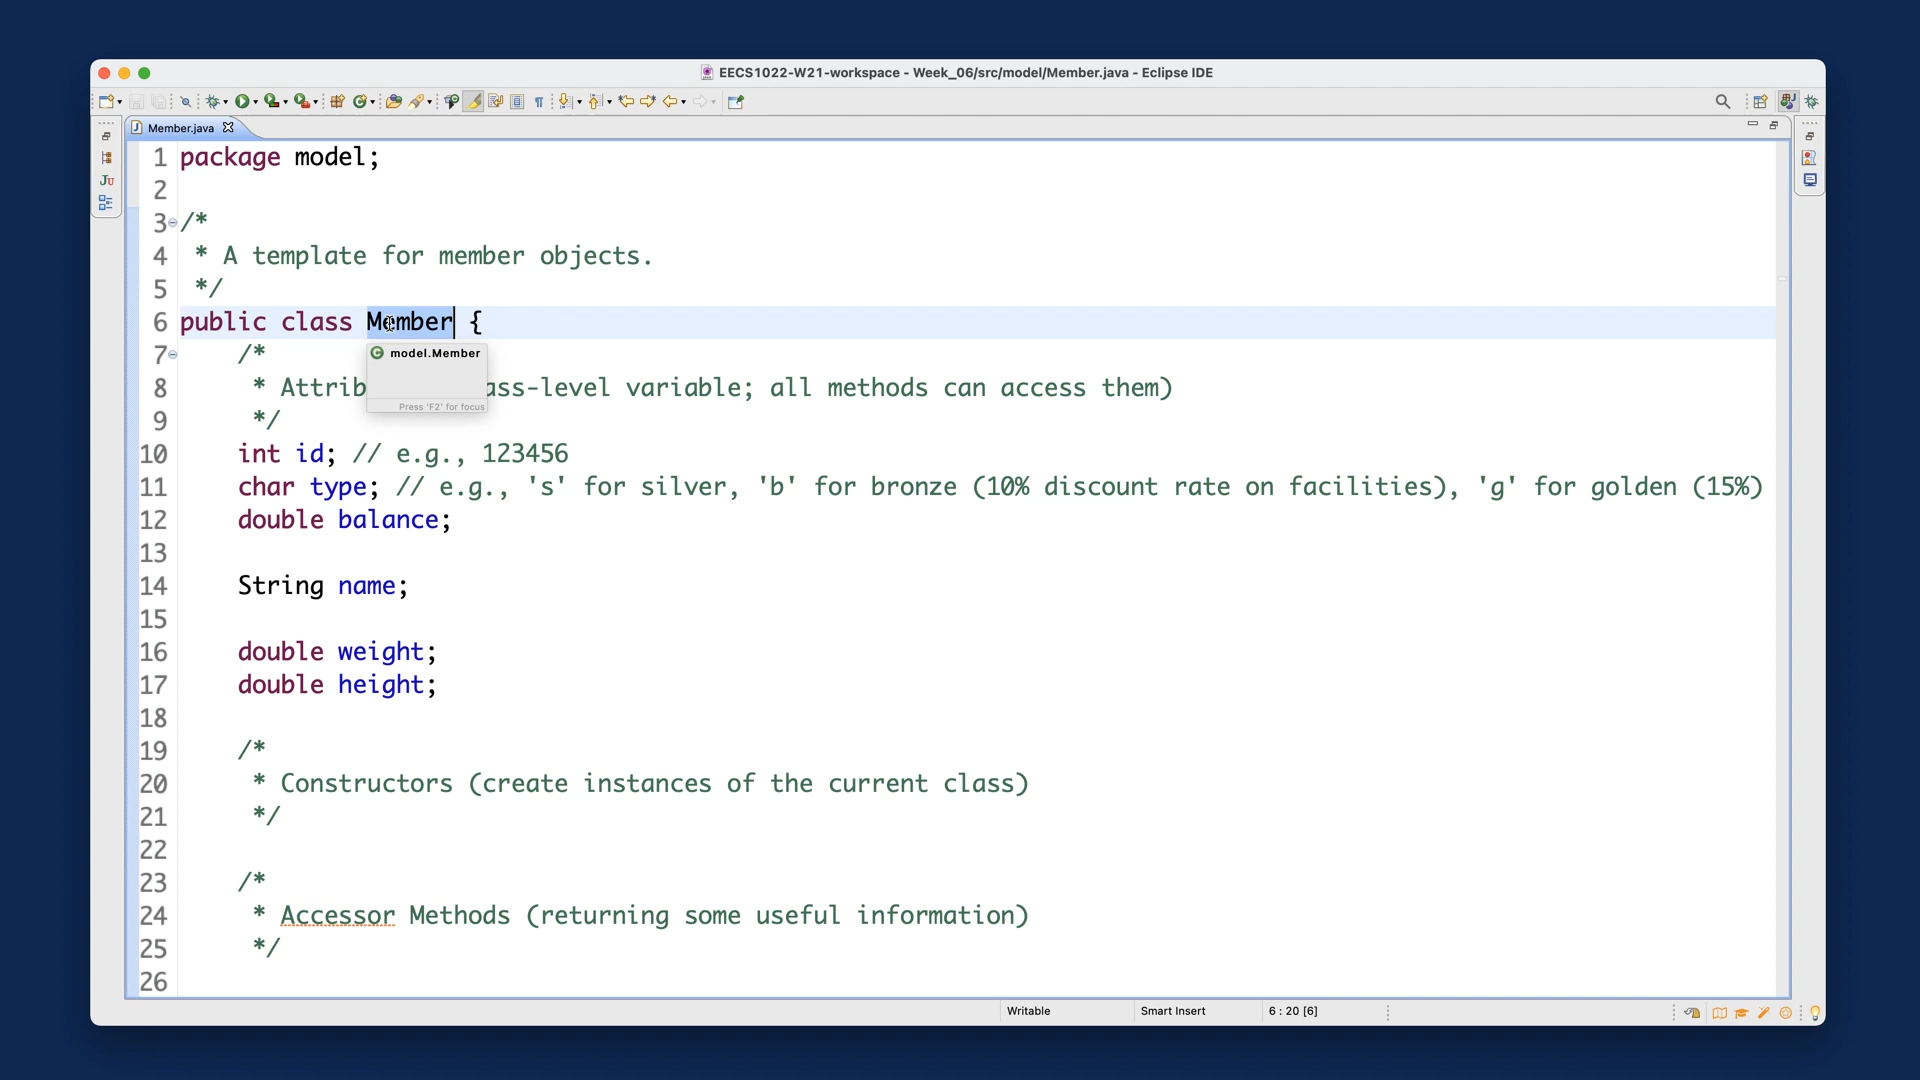 EECS1022-W21-workspace - Week_06/src/model/Member.java - Eclipse IDE
Member.java
1 package model;
2
3 /*
4 * A template for member objects.
5 */
6 public class Member {
7 /*
model.Member
8 * Attrib ass-level variable; all methods can access them)
Press 'F2' for focus
9 */
10 int id; // e.g., 123456
11 char type; // e.g., 's' for silver, 'b' for bronze (10% discount rate on facilities), 'g' for golden (15%)
12 double balance;
13
14 String name;
15
16 double weight;
17 double height;
18
19 /*
20 * Constructors (create instances of the current class)
21 */
22
23 /*
24 * Accessor Methods (returning some useful information)
25 */
26
Writable Smart Insert 6 : 20 [6]